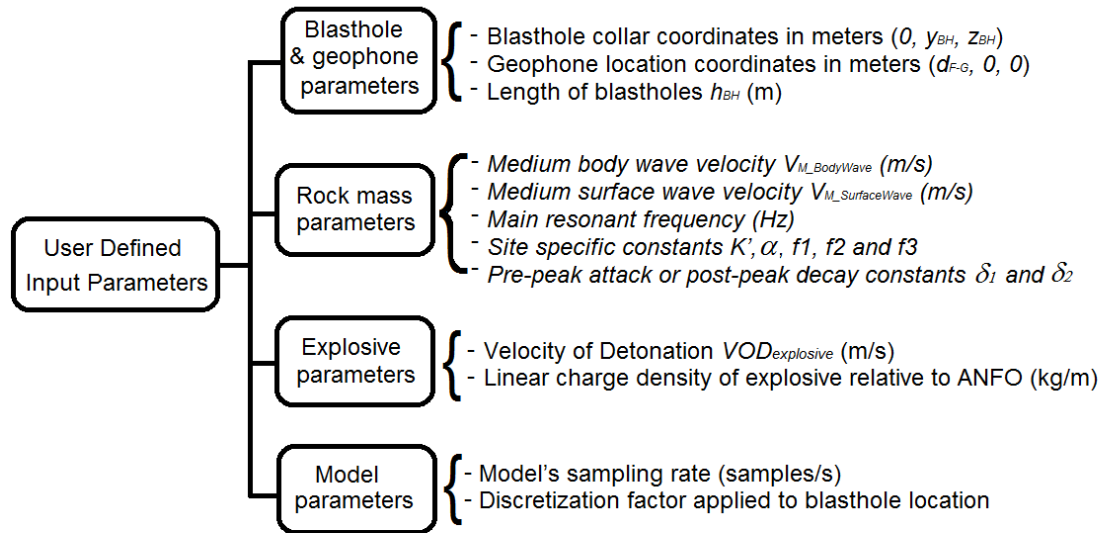 User Defined
Input Parameters
Blasthole
& geophone
parameters
- Blasthole collar coordinates in meters (0, yBH, zBH)
- Geophone location coordinates in meters (dF-G, 0, 0)
- Length of blastholes hBH (m)
Rock mass
parameters
- Medium body wave velocity VM_BodyWave (m/s)
- Medium surface wave velocity VM_SurfaceWave (m/s)
- Main resonant frequency (Hz)
- Site specific constants K', α, f1, f2 and f3
- Pre-peak attack or post-peak decay constants δ1 and δ2
Explosive
parameters
- Velocity of Detonation VODexplosive (m/s)
- Linear charge density of explosive relative to ANFO (kg/m)
Model
parameters
- Model's sampling rate (samples/s)
- Discretization factor applied to blasthole location